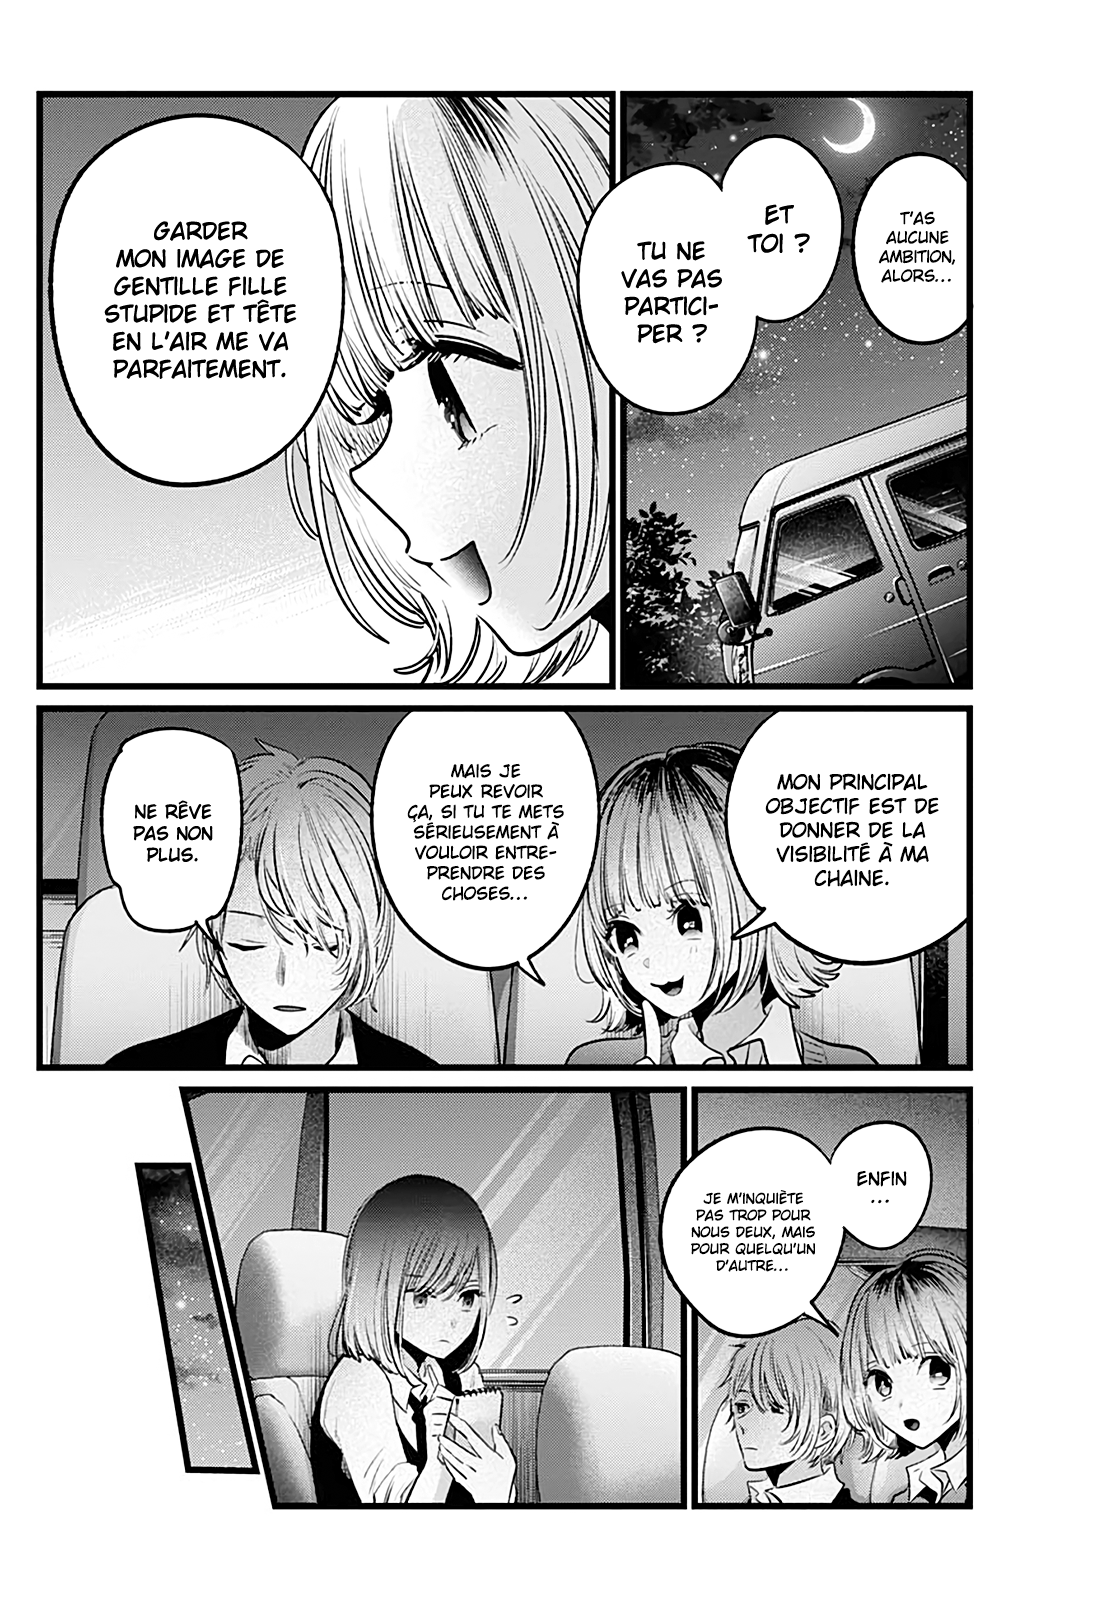 T'AS
AUCUNE
AMBITION,
ALORS...
ET
TOI ?
TU NE
VAS PAS
PARTICI-
PER ?
GARDER
MON IMAGE DE
GENTILLE FILLE
STUPIDE ET TÊTE
EN L'AIR ME VA
PARFAITEMENT.
MON PRINCIPAL
OBJECTIF EST DE
DONNER DE LA
VISIBILITÉ À MA
CHAINE.
MAIS JE
PEUX REVOIR
ÇA, SI TU TE METS
SÉRIEUSEMENT À
VOULOIR ENTRE-
PRENDRE DES
CHOSES...
NE RÊVE
PAS NON
PLUS.
ENFIN
...
JE M'INQUIÈTE
PAS TROP POUR
NOUS DEUX, MAIS
POUR QUELQU'UN
D'AUTRE...